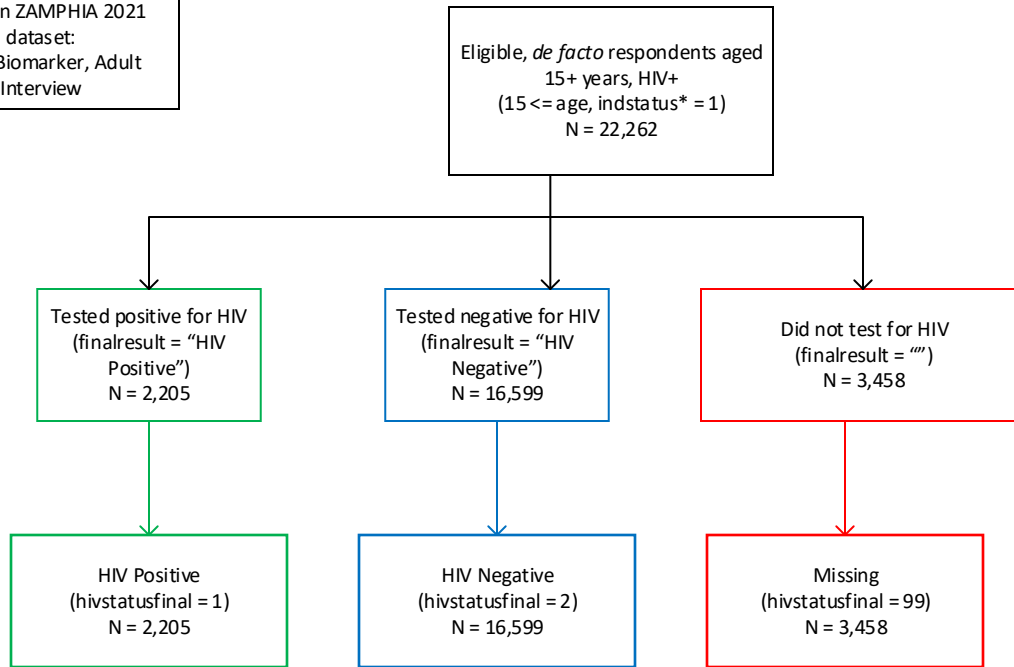 n ZAMPHIA 2021
dataset:
Biomarker, Adult
Interview
Eligible, de facto respondents aged
15+ years, HIV+
(15 <= age, indstatus* = 1)
N = 22,262
Tested positive for HIV
(finalresult = “HIV
Positive”)
N = 2,205
Tested negative for HIV
(finalresult = “HIV
Negative”)
N = 16,599
Did not test for HIV
(finalresult = “”)
N = 3,458
HIV Positive
(hivstatusfinal = 1)
N = 2,205
HIV Negative
(hivstatusfinal = 2)
N = 16,599
Missing
(hivstatusfinal = 99)
N = 3,458